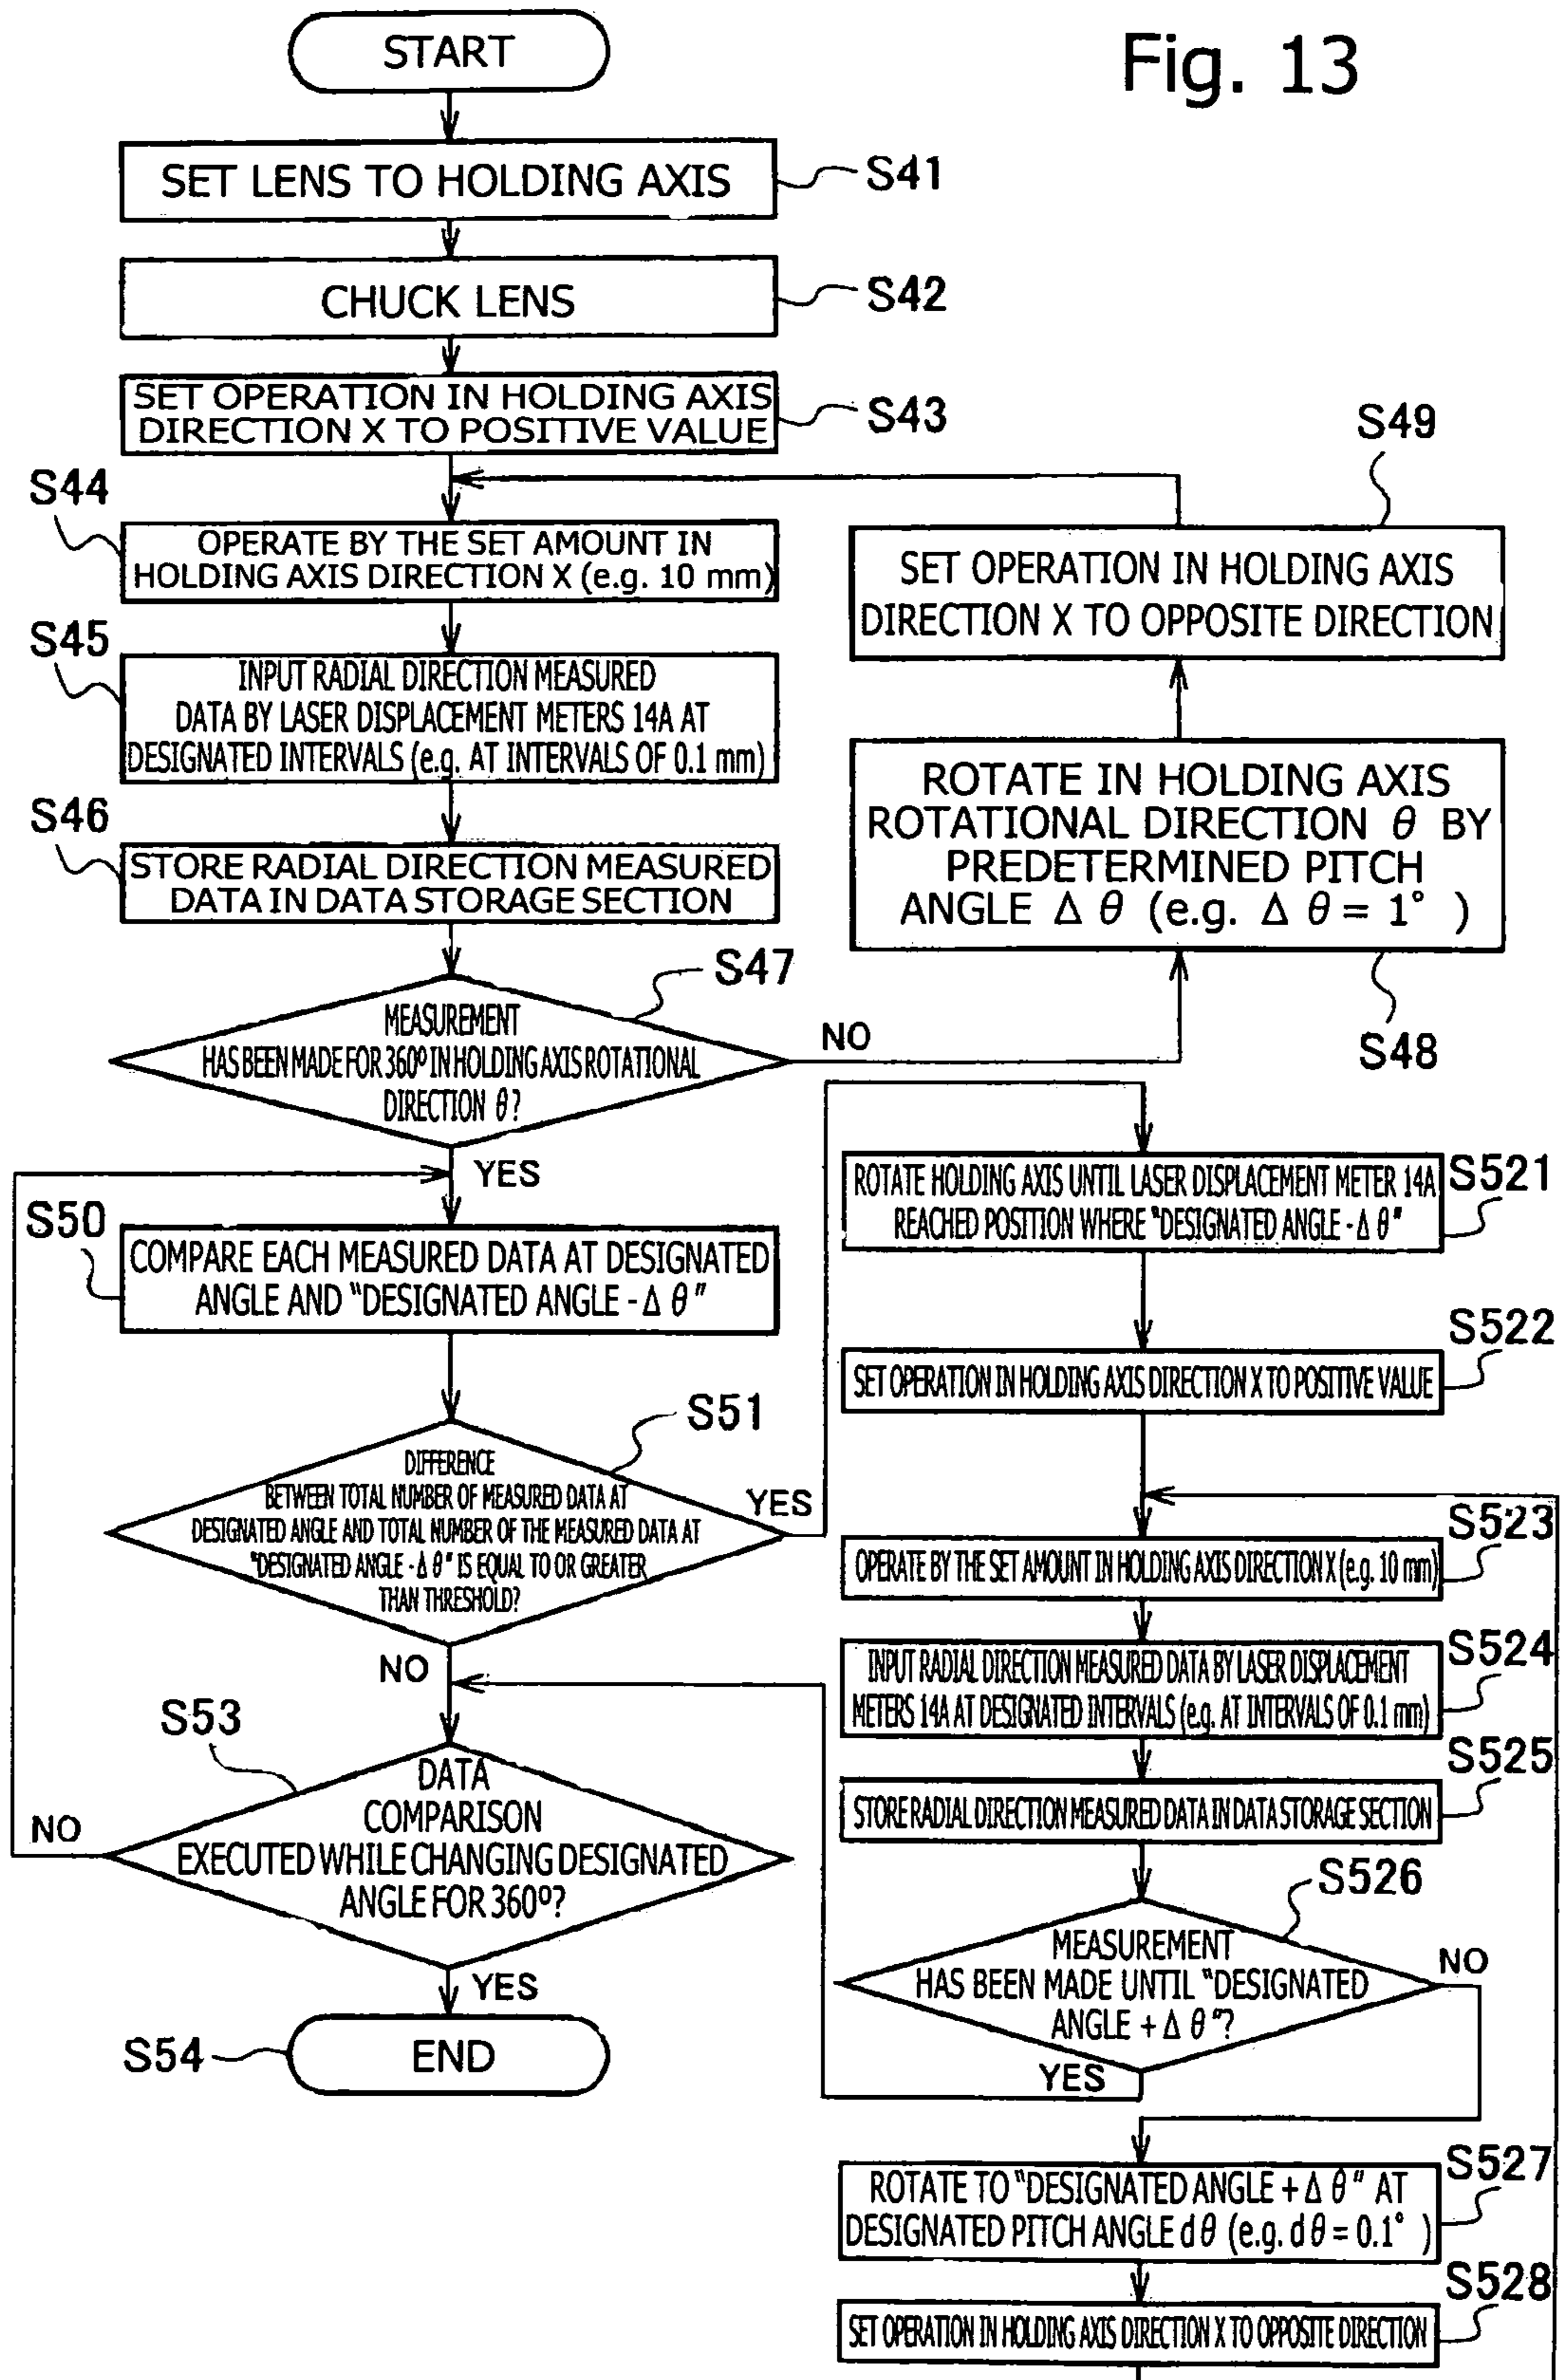 Fig. 13
START
SET LENS TO HOLDING AXIS
S41
CHUCK LENS
S42
SET OPERATION IN HOLDING AXIS
DIRECTION X TO POSITIVE VALUE
S43
S44
OPERATE BY THE SET AMOUNT IN
HOLDING AXIS DIRECTION X (e.g. 10 mm)
S45
INPUT RADIAL DIRECTION MEASURED
DATA BY LASER DISPLACEMENT METERS 14A AT
DESIGNATED INTERVALS (e.g. AT INTERVALS OF 0.1 mm)
S46
STORE RADIAL DIRECTION MEASURED
DATA IN DATA STORAGE SECTION
S47
MEASUREMENT
HAS BEEN MADE FOR 360º IN HOLDING AXIS ROTATIONAL
DIRECTION θ?
NO
YES
S49
SET OPERATION IN HOLDING AXIS
DIRECTION X TO OPPOSITE DIRECTION
ROTATE IN HOLDING AXIS
ROTATIONAL DIRECTION θ BY
PREDETERMINED PITCH
ANGLE Δ θ (e.g. Δ θ = 1° )
S48
S50
COMPARE EACH MEASURED DATA AT DESIGNATED
ANGLE AND "DESIGNATED ANGLE - Δ θ"
S51
DIFFERENCE
BETWEEN TOTAL NUMBER OF MEASURED DATA AT
DESIGNATED ANGLE AND TOTAL NUMBER OF THE MEASURED DATA AT
"DESIGNATED ANGLE - Δ θ" IS EQUAL TO OR GREATER
THAN THRESHOLD?
YES
NO
S53
DATA
COMPARISON
EXECUTED WHILE CHANGING DESIGNATED
ANGLE FOR 360º?
NO
YES
S54
END
ROTATE HOLDING AXIS UNTIL LASER DISPLACEMENT METER 14A
REACHED POSITION WHERE "DESIGNATED ANGLE - Δ θ"
S521
SET OPERATION IN HOLDING AXIS DIRECTION X TO POSITIVE VALUE
S522
OPERATE BY THE SET AMOUNT IN HOLDING AXIS DIRECTION X (e.g. 10 mm)
S523
INPUT RADIAL DIRECTION MEASURED DATA BY LASER DISPLACEMENT
METERS 14A AT DESIGNATED INTERVALS (e.g. AT INTERVALS OF 0.1 mm)
S524
STORE RADIAL DIRECTION MEASURED DATA IN DATA STORAGE SECTION
S525
S526
MEASUREMENT
HAS BEEN MADE UNTIL "DESIGNATED
ANGLE + Δ θ"?
NO
YES
ROTATE TO "DESIGNATED ANGLE + Δ θ" AT
DESIGNATED PITCH ANGLE d θ (e.g. d θ = 0.1° )
S527
SET OPERATION IN HOLDING AXIS DIRECTION X TO OPPOSITE DIRECTION
S528